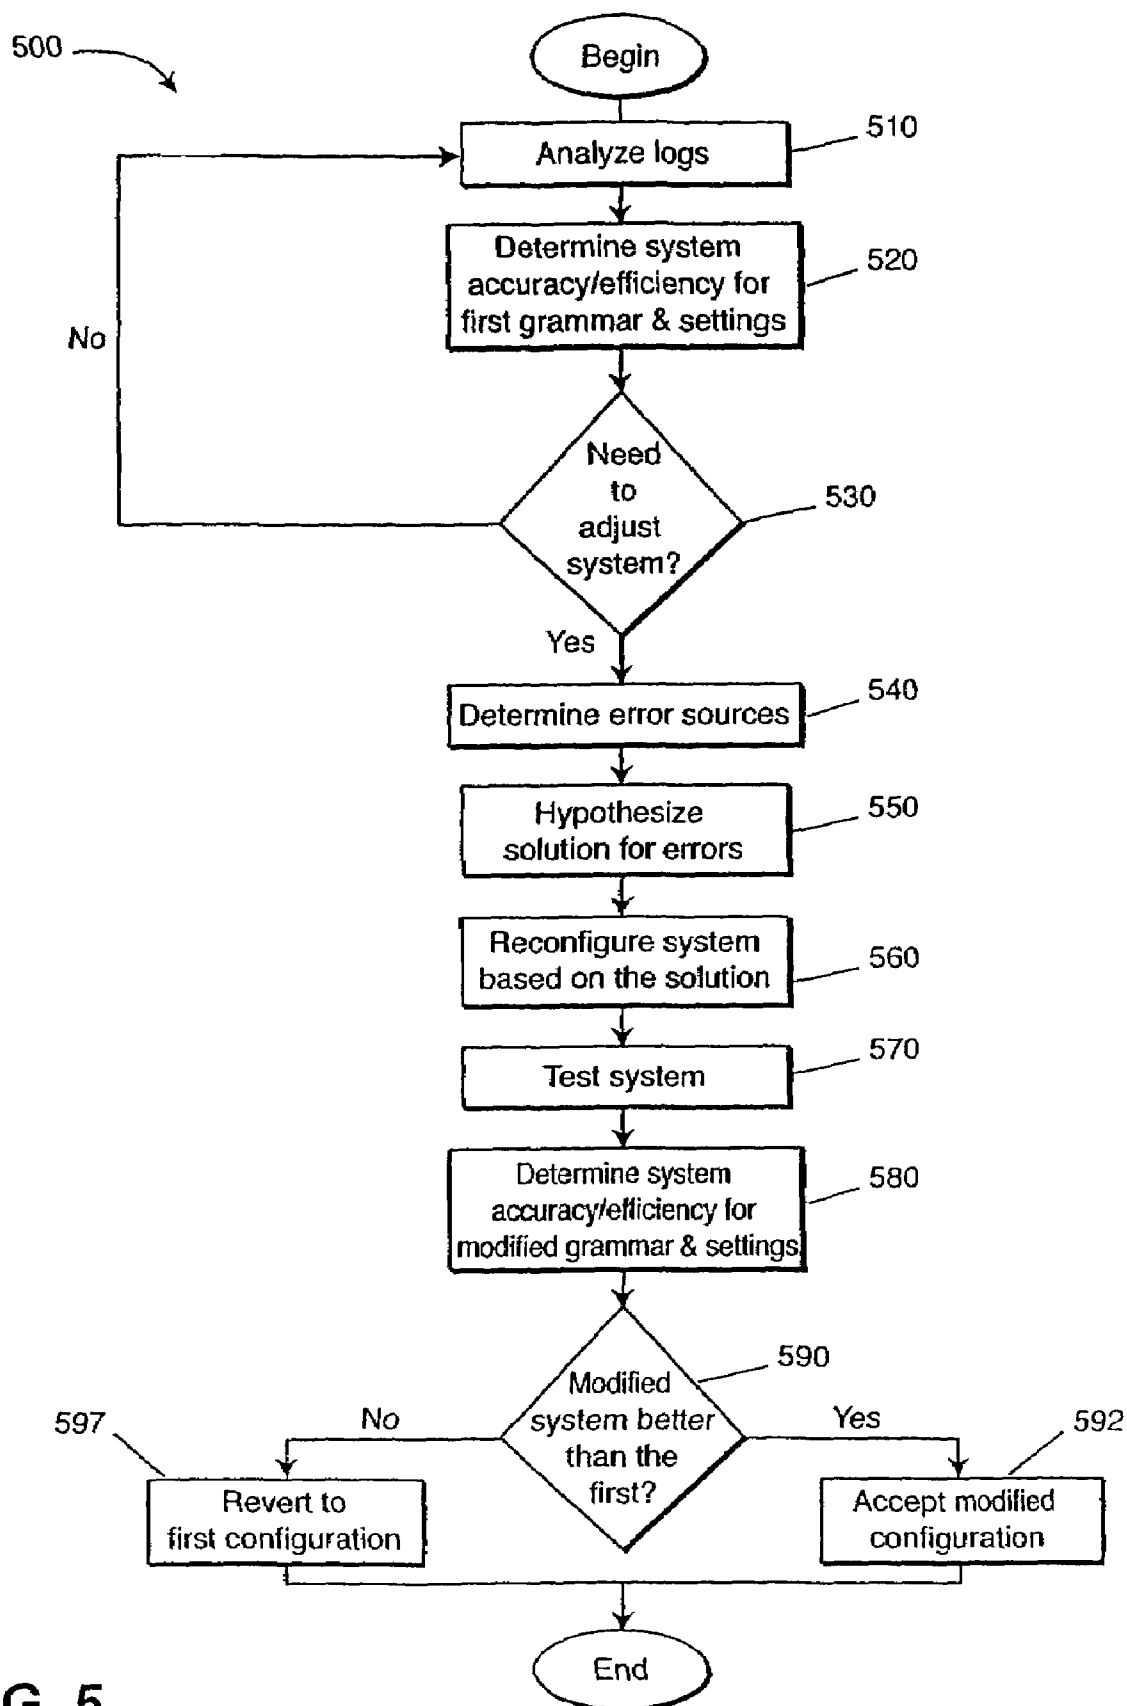 500
Begin
Analyze logs
510
Determine system
accuracy/efficiency for
first grammar & settings
520
No
Need
to
adjust
system?
530
Yes
Determine error sources
540
Hypothesize
solution for errors
550
Reconfigure system
based on the solution
560
Test system
570
Determine system
accuracy/efficiency for
modified grammar & settings
580
Modified
system better
than the
first?
590
No
Yes
597
Revert to
first configuration
592
Accept modified
configuration
End
G. 5